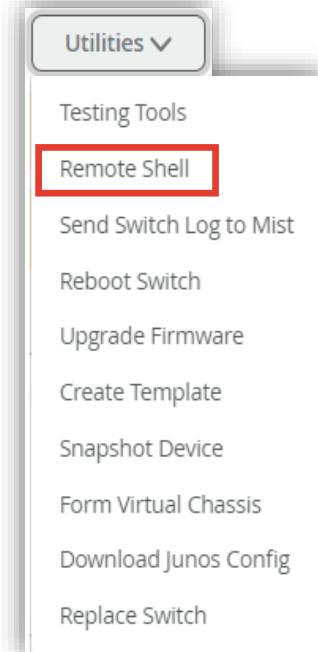 Utilities
Testing Tools
Remote Shell
Send Switch Log to Mist
Reboot Switch
Upgrade Firmware
Create Template
Snapshot Device
Form Virtual Chassis
Download Junos Config
Replace Switch